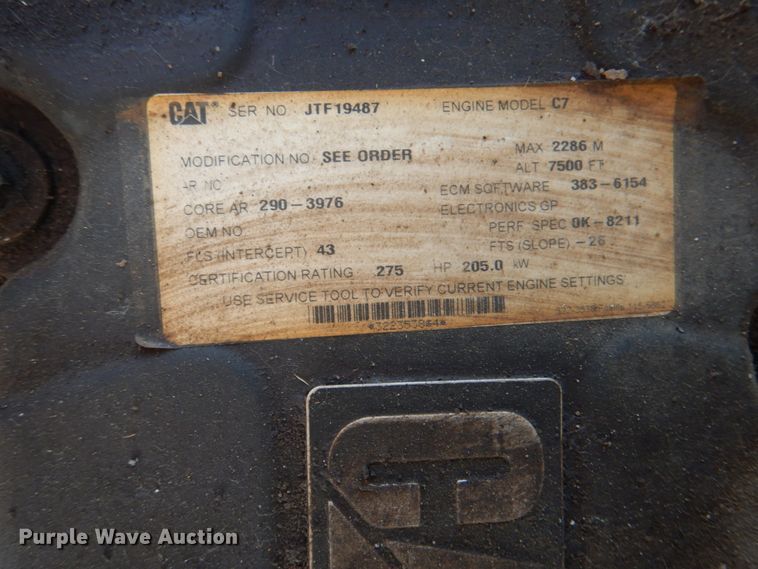 CAT® SER NO. JTF19487 ENGINE MODEL C7
MODIFICATION NO SEE ORDER MAX 2286 M
ALT 7500 FT
AR NO
ECM SOFTWARE 383-6154
CORE AR 290-3976 ELECTRONICS GP
OEM NO PERF SPEC 0K-8211
FLS (INTERCEPT) 43 FTS (SLOPE) -26
CERTIFICATION RATING 275 HP 205.0 kW
USE SERVICE TOOL TO VERIFY CURRENT ENGINE SETTINGS
CAT
Purple Wave Auction